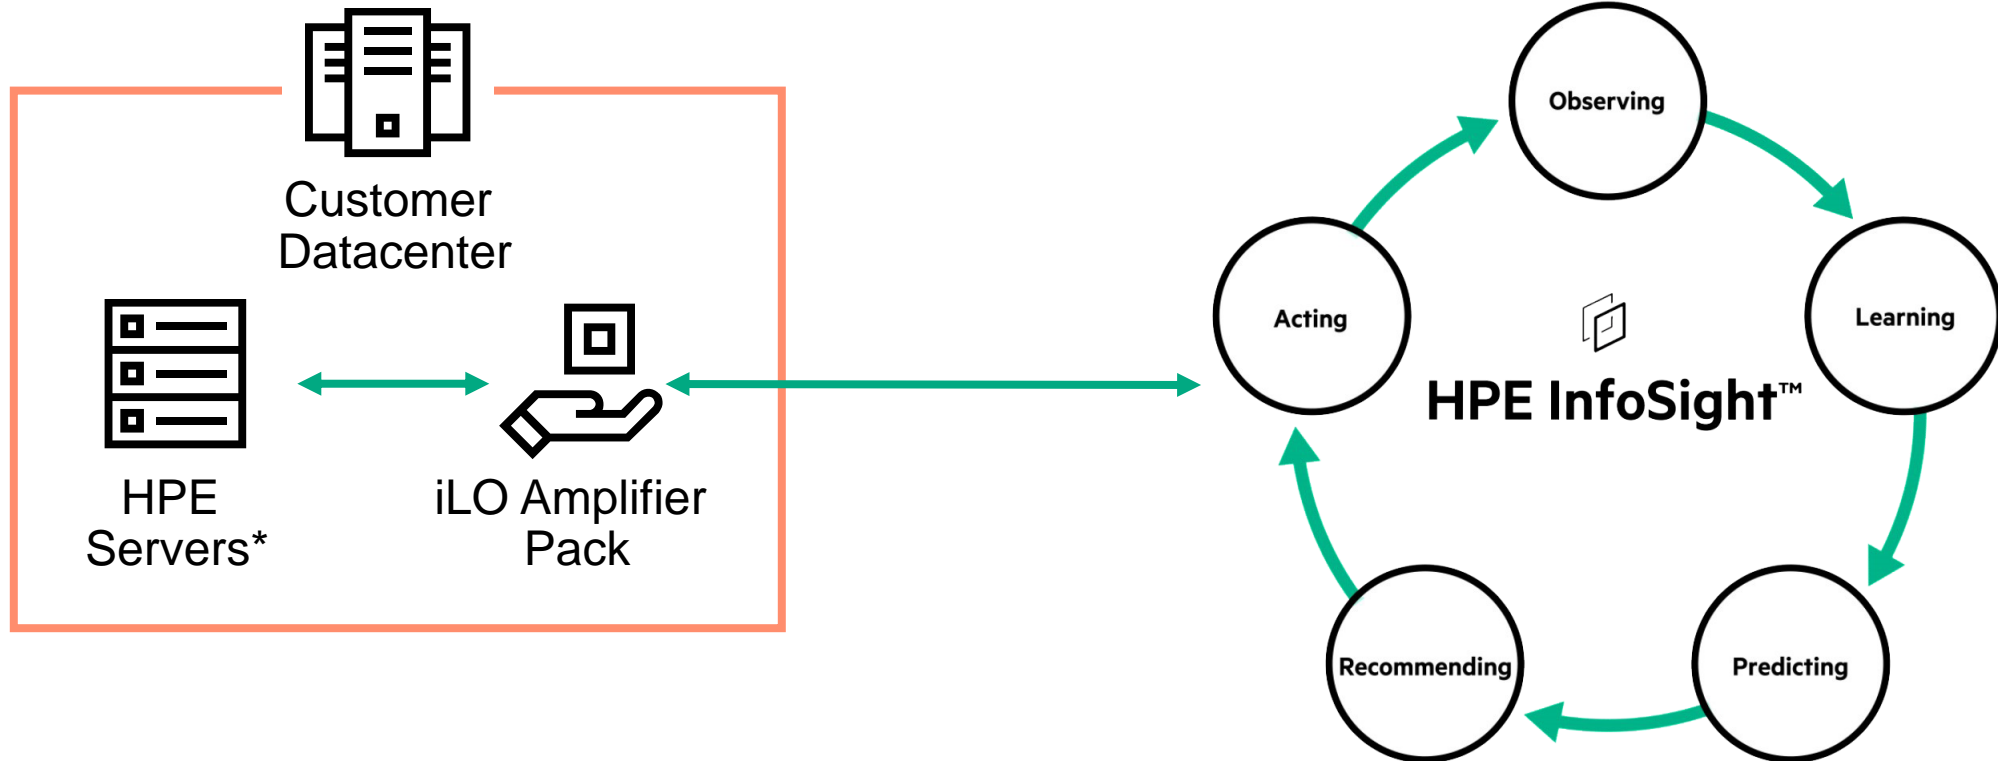 Customer
Datacenter
HPE
Servers*
iLO Amplifier
Pack
Observing
Acting
Learning
HPE InfoSight™
Recommending
Predicting